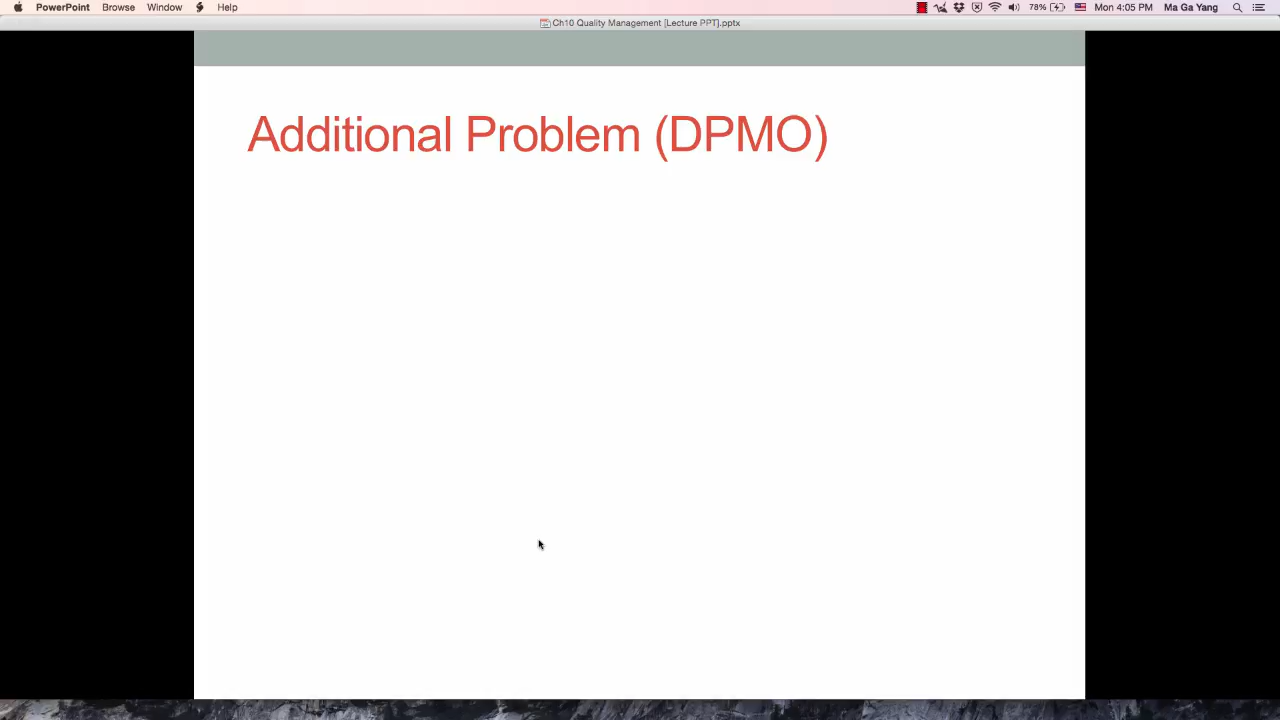 PowerPoint Browse Window Help 78% Mon 4:05 PM Ma Ga Yang
Ch10 Quality Management [Lecture PPT].pptx
Additional Problem (DPMO)